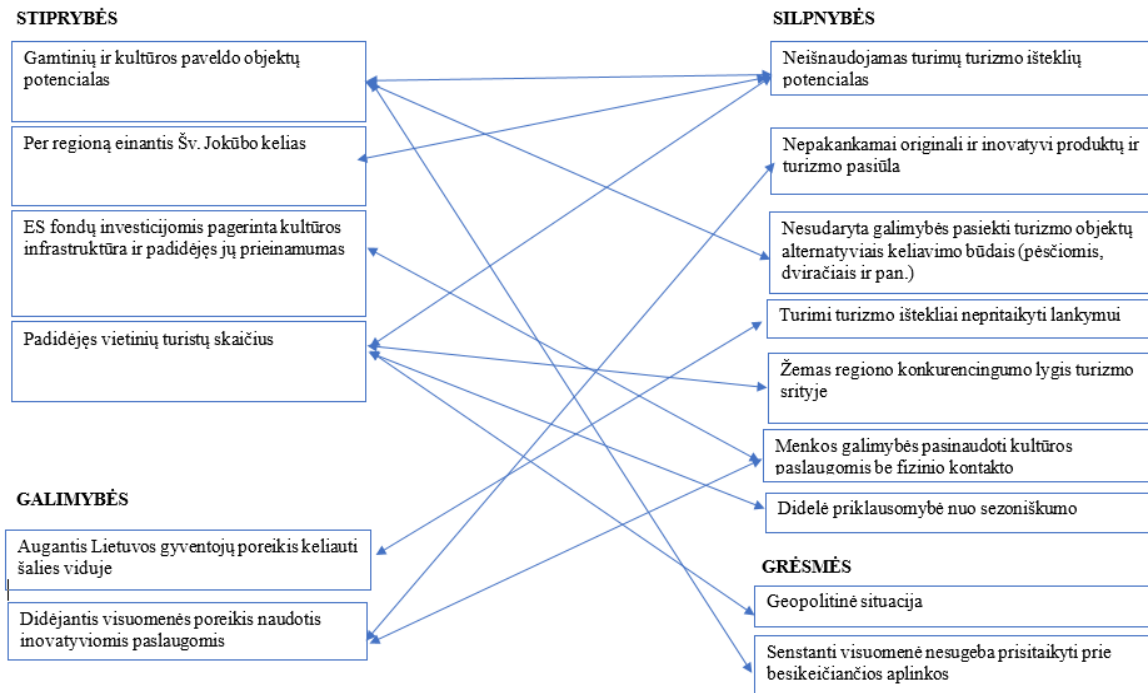 STIPRYBĖS
Gamtinių ir kultūros paveldo objektų
potencialas
Per regioną einantis Šv. Jokūbo kelias
ES fondų investicijomis pagerinta kultūros
infrastruktūra ir padidėjęs jų prieinamumas
Padidėjęs vietinių turistų skaičius
GALIMYBĖS
Augantis Lietuvos gyventojų poreikis keliauti
šalies viduje
Didėjantis visuomenės poreikis naudotis
inovatyviomis paslaugomis
SILPNYBĖS
Neišnaudojamas turimų turizmo išteklių
potencialas
Nepakankamai originali ir inovatyvi produktų ir
turizmo pasiūla
Nesudaryta galimybės pasiekti turizmo objektų
alternatyviais keliavimo būdais (pėsčiomis,
dviračiais ir pan.)
Turimi turizmo ištekliai nepritaikyti lankymui
Žemas regiono konkurencingumo lygis turizmo
srityje
Menkos galimybės pasinaudoti kultūros
paslaugomis be fizinio kontakto
Didelė priklausomybė nuo sezoniškumo
GRĖSMĖS
Geopolitinė situacija
Senstanti visuomenė nesugeba prisitaikyti prie
besikeičiančios aplinkos